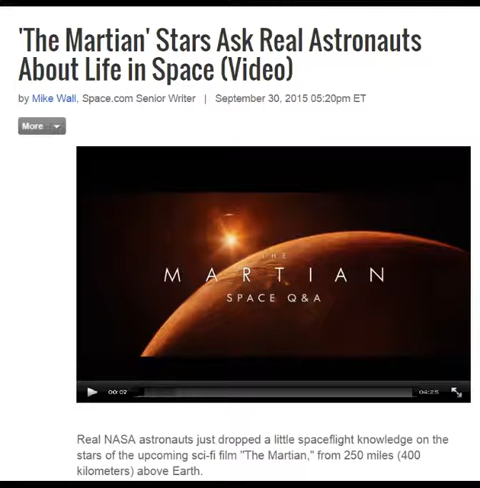 'The Martian' Stars Ask Real Astronauts
About Life in Space (Video)
by Mike Wall, Space.com Senior Writer | September 30, 2015 05:20pm ET
More
THE
MARTIAN
SPACE Q&A
00:07
04:25
Real NASA astronauts just dropped a little spaceflight knowledge on the
stars of the upcoming sci-fi film "The Martian," from 250 miles (400
kilometers) above Earth.